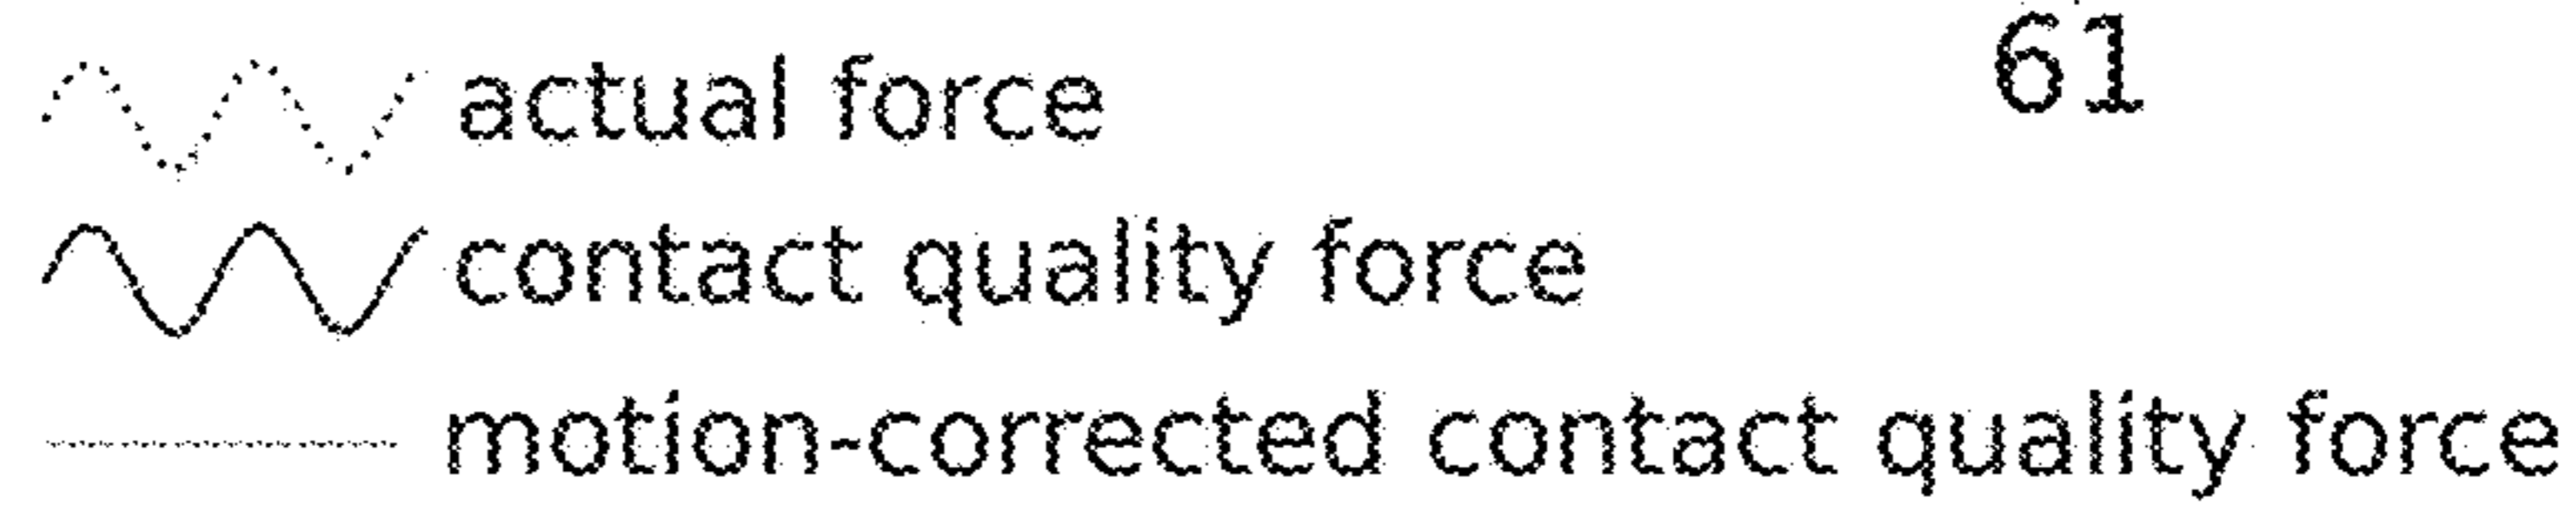 actual force
61
contact quality force
motion-corrected contact quality force